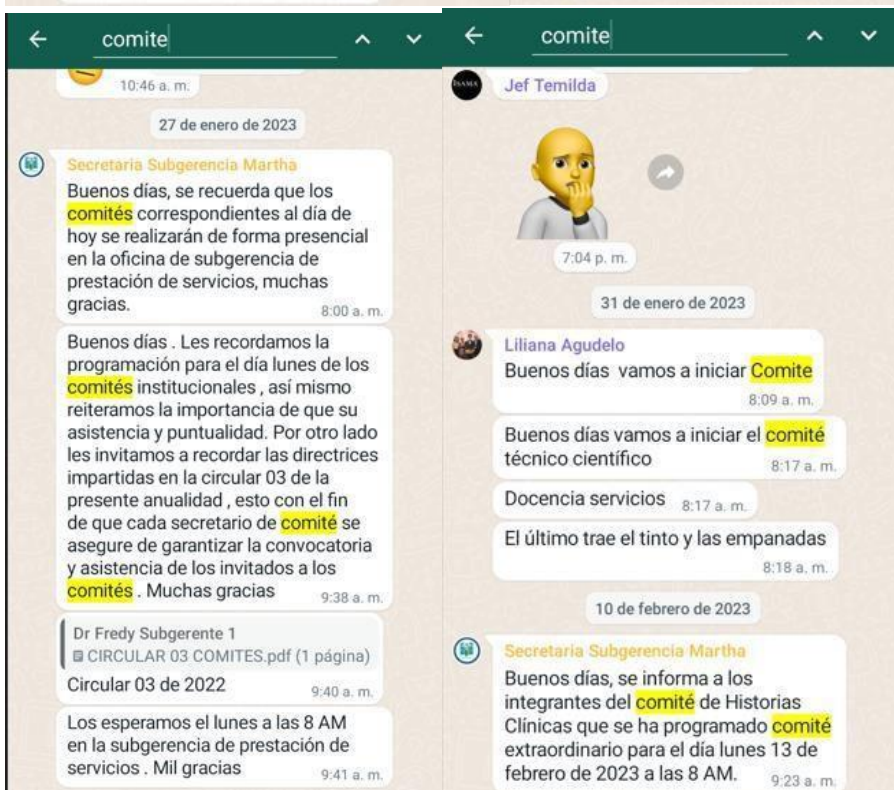 comite
10:46 a. m.
27 de enero de 2023
Secretaria Subgerencia Martha
Buenos días, se recuerda que los
comités correspondientes al día de
hoy se realizarán de forma presencial
en la oficina de subgerencia de
prestación de servicios, muchas
gracias.
8:00 a. m.
Buenos días . Les recordamos la
programación para el día lunes de los
comités institucionales , así mismo
reiteramos la importancia de que su
asistencia y puntualidad. Por otro lado
les invitamos a recordar las directrices
impartidas en la circular 03 de la
presente anualidad , esto con el fin
de que cada secretario de comité se
asegure de garantizar la convocatoria
y asistencia de los invitados a los
comités . Muchas gracias
9:38 a. m.
Dr Fredy Subgerente 1
CIRCULAR 03 COMITES.pdf (1 página)
Circular 03 de 2022
9:40 a. m.
Los esperamos el lunes a las 8 AM
en la subgerencia de prestación de
servicios . Mil gracias
9:41 a. m.
comite
Jef Temilda
7:04 p. m.
31 de enero de 2023
Liliana Agudelo
Buenos días vamos a iniciar Comite
8:09 a. m.
Buenos días vamos a iniciar el comité
técnico científico
8:17 a. m.
Docencia servicios
8:17 a. m.
El último trae el tinto y las empanadas
8:18 a. m.
10 de febrero de 2023
Secretaria Subgerencia Martha
Buenos días, se informa a los
integrantes del comité de Historias
Clínicas que se ha programado comité
extraordinario para el día lunes 13 de
febrero de 2023 a las 8 AM.
9:23 a. m.